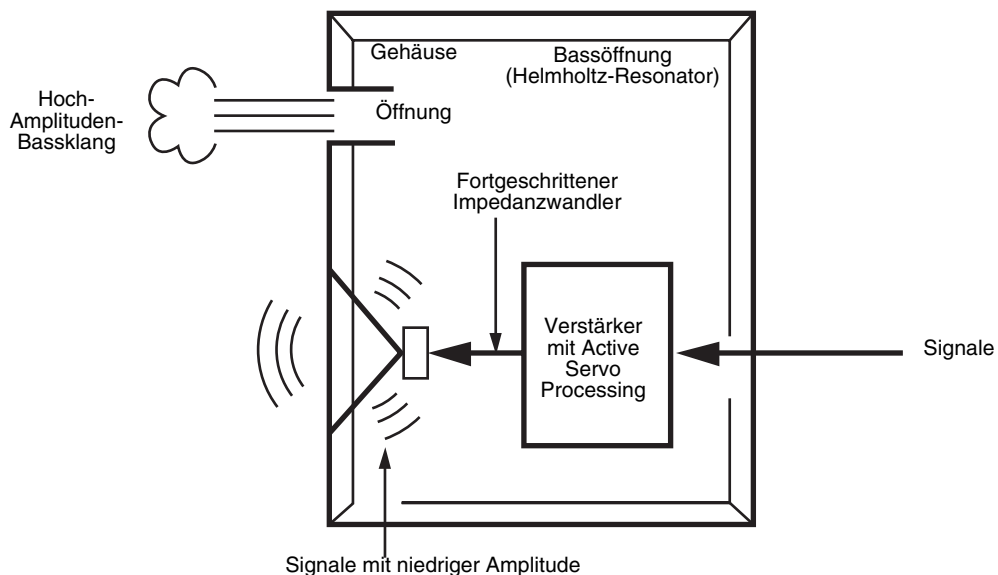 Gehäuse
Bassöffnung
(Helmholtz-Resonator)
Hoch-
Amplituden-
Bassklang
Öffnung
Fortgeschrittener
Impedanzwandler
Verstärker
mit Active
Servo
Processing
Signale
Signale mit niedriger Amplitude